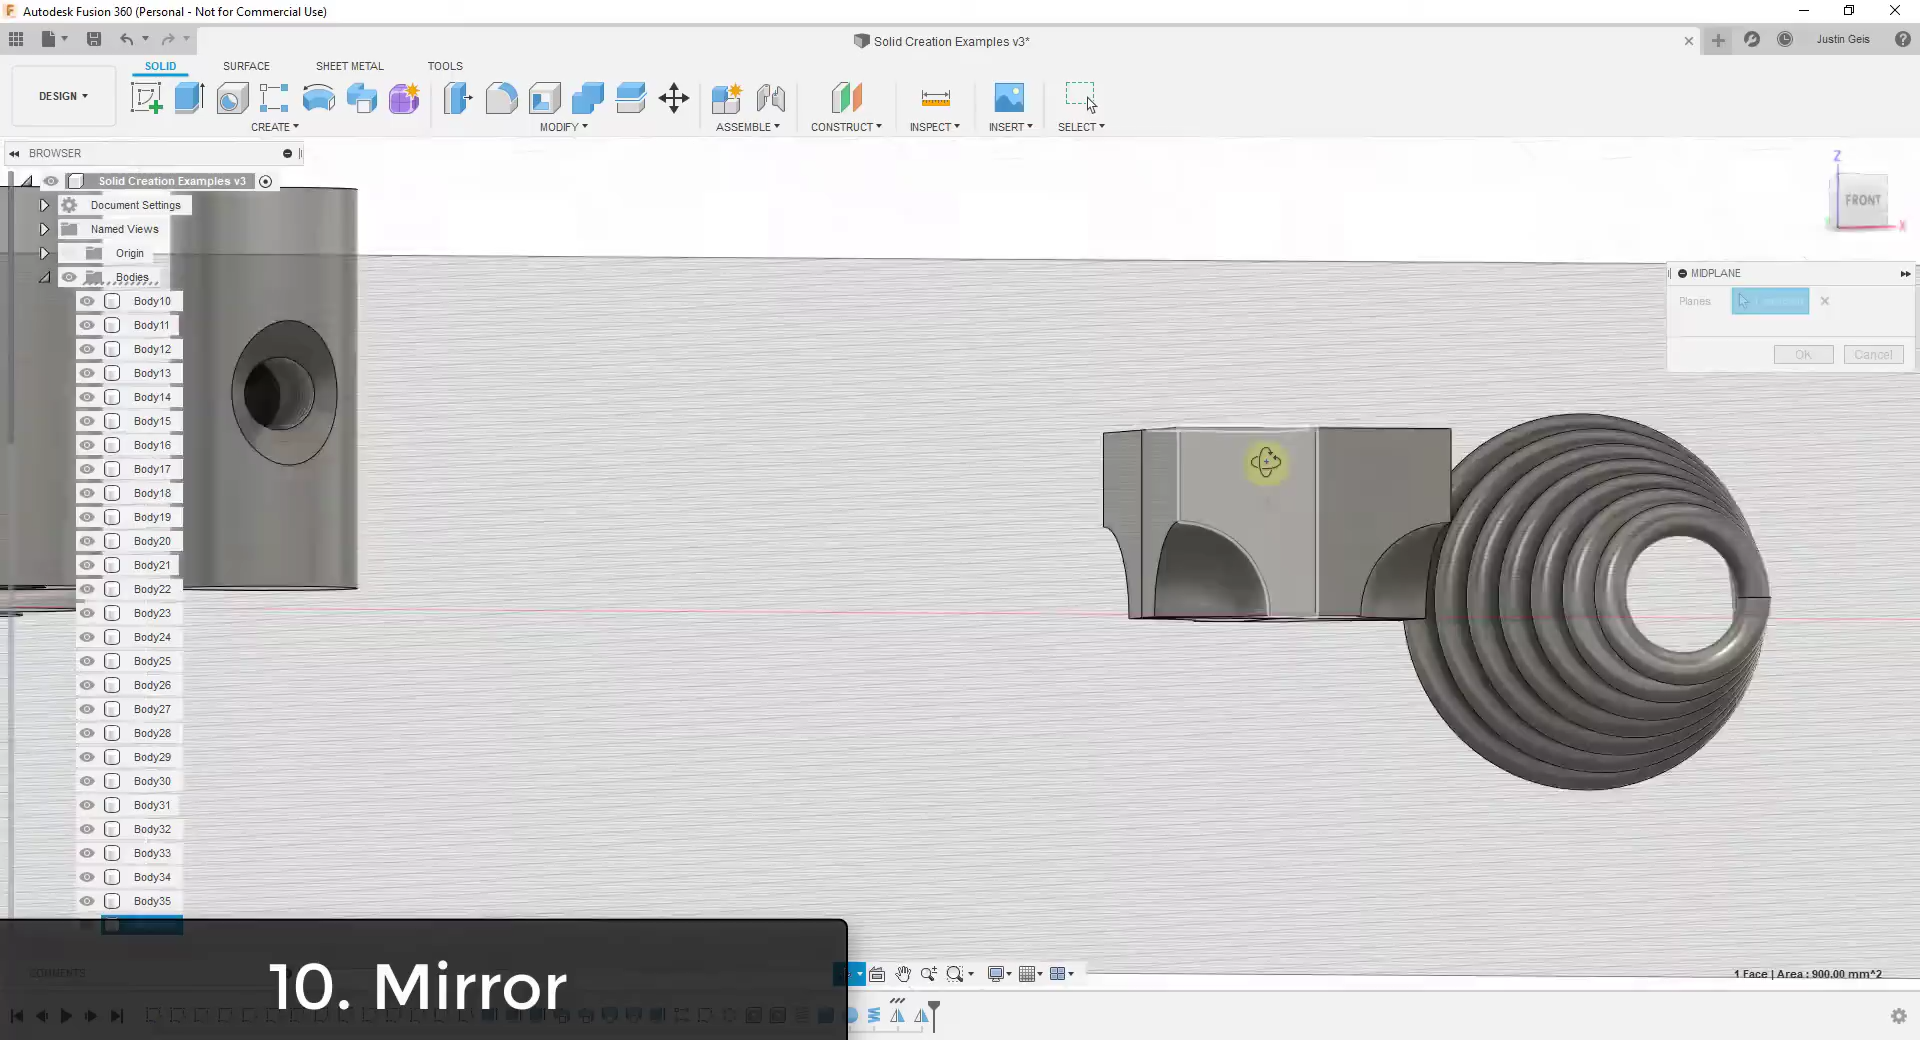 Autodesk Fusion 360 (Personal - Not for Commercial Use)
Solid Creation Examples v3*
Justin Geis
SOLID
SURFACE
SHEET METAL
TOOLS
DESIGN
CREATE
MODIFY
ASSEMBLE
CONSTRUCT
INSPECT
INSERT
SELECT
BROWSER
Solid Creation Examples v3
Document Settings
Named Views
Origin
Bodies
Body10
Body11
Body12
Body13
Body14
Body15
Body16
Body17
Body18
Body19
Body20
Body21
Body22
Body23
Body24
Body25
Body26
Body27
Body28
Body29
Body30
Body31
Body32
Body33
Body34
Body35
Z
FRONT
X
MIDPLANE
Planes
OK
Cancel
COMMENTS
10. Mirror
1 Face | Area : 900.00 mm^2